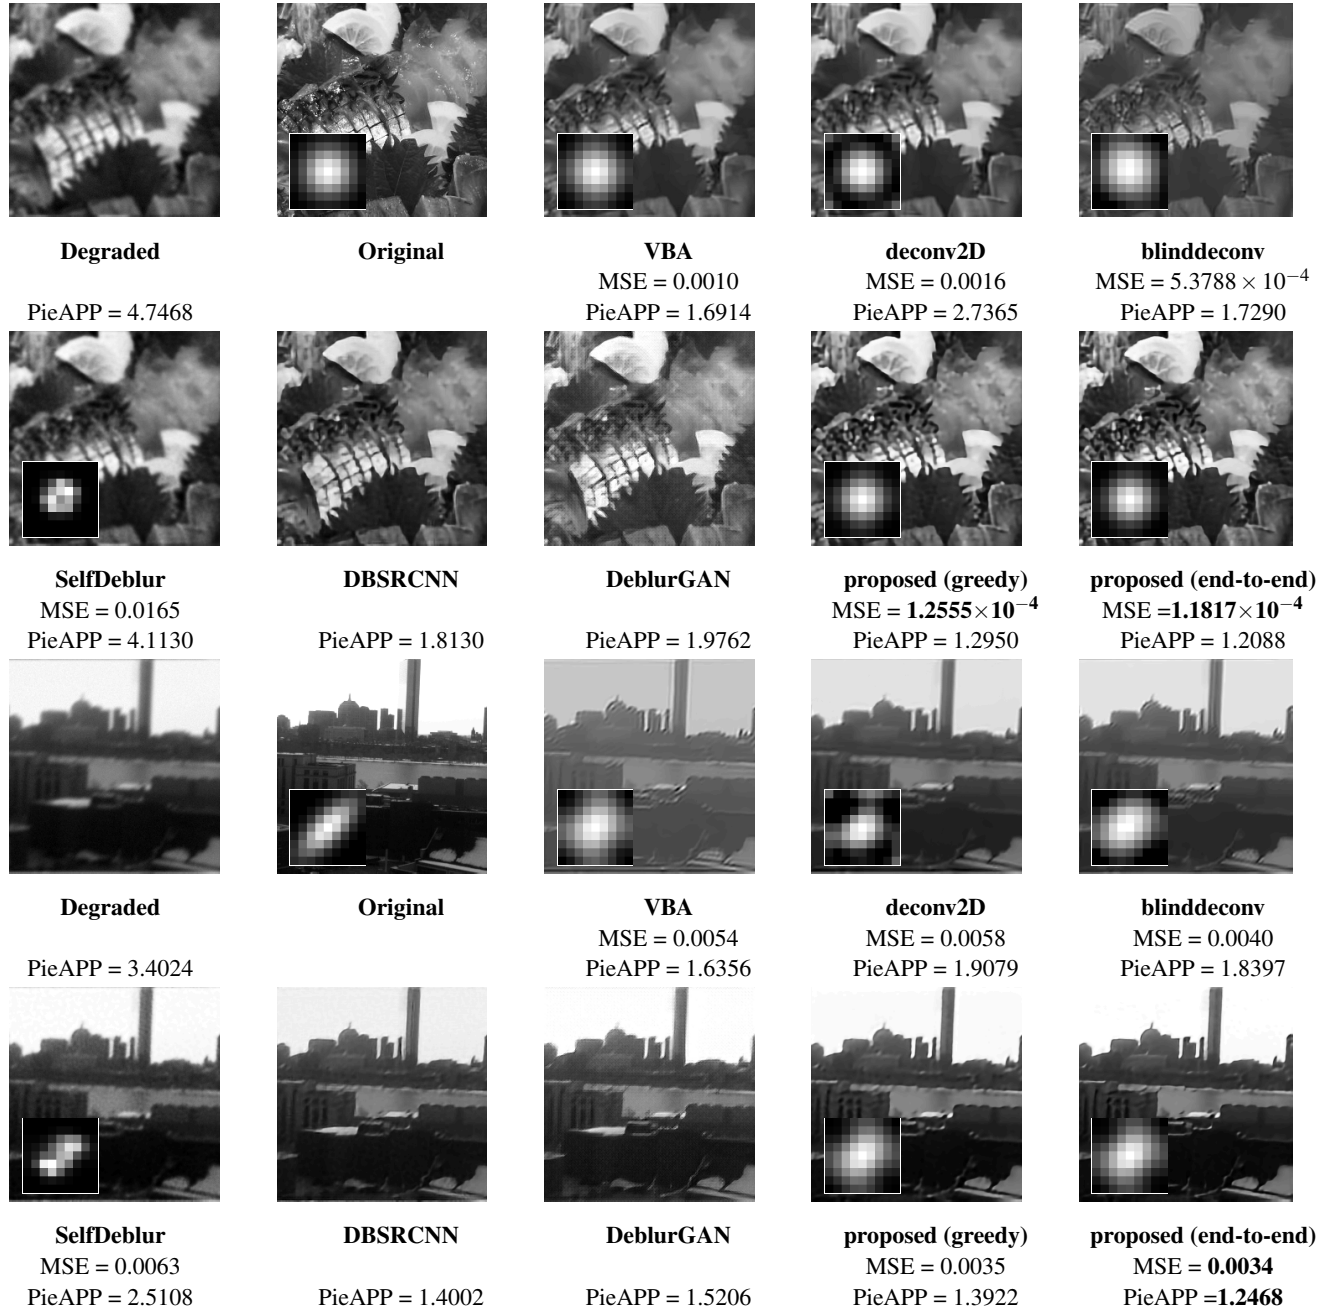 Degraded Original VBA deconv2D blinddeconv
MSE = 0.0010 MSE = 0.0016 MSE = 5.3788 × 10⁻⁴
PieAPP = 4.7468 PieAPP = 1.6914 PieAPP = 2.7365 PieAPP = 1.7290
SelfDeblur DBSRCNN DeblurGAN proposed (greedy) proposed (end-to-end)
MSE = 0.0165 MSE = 1.2555×10⁻⁴ MSE =1.1817×10⁻⁴
PieAPP = 4.1130 PieAPP = 1.8130 PieAPP = 1.9762 PieAPP = 1.2950 PieAPP = 1.2088
Degraded Original VBA deconv2D blinddeconv
MSE = 0.0054 MSE = 0.0058 MSE = 0.0040
PieAPP = 3.4024 PieAPP = 1.6356 PieAPP = 1.9079 PieAPP = 1.8397
SelfDeblur DBSRCNN DeblurGAN proposed (greedy) proposed (end-to-end)
MSE = 0.0063 MSE = 0.0035 MSE = 0.0034
PieAPP = 2.5108 PieAPP = 1.4002 PieAPP = 1.5206 PieAPP = 1.3922 PieAPP =1.2468